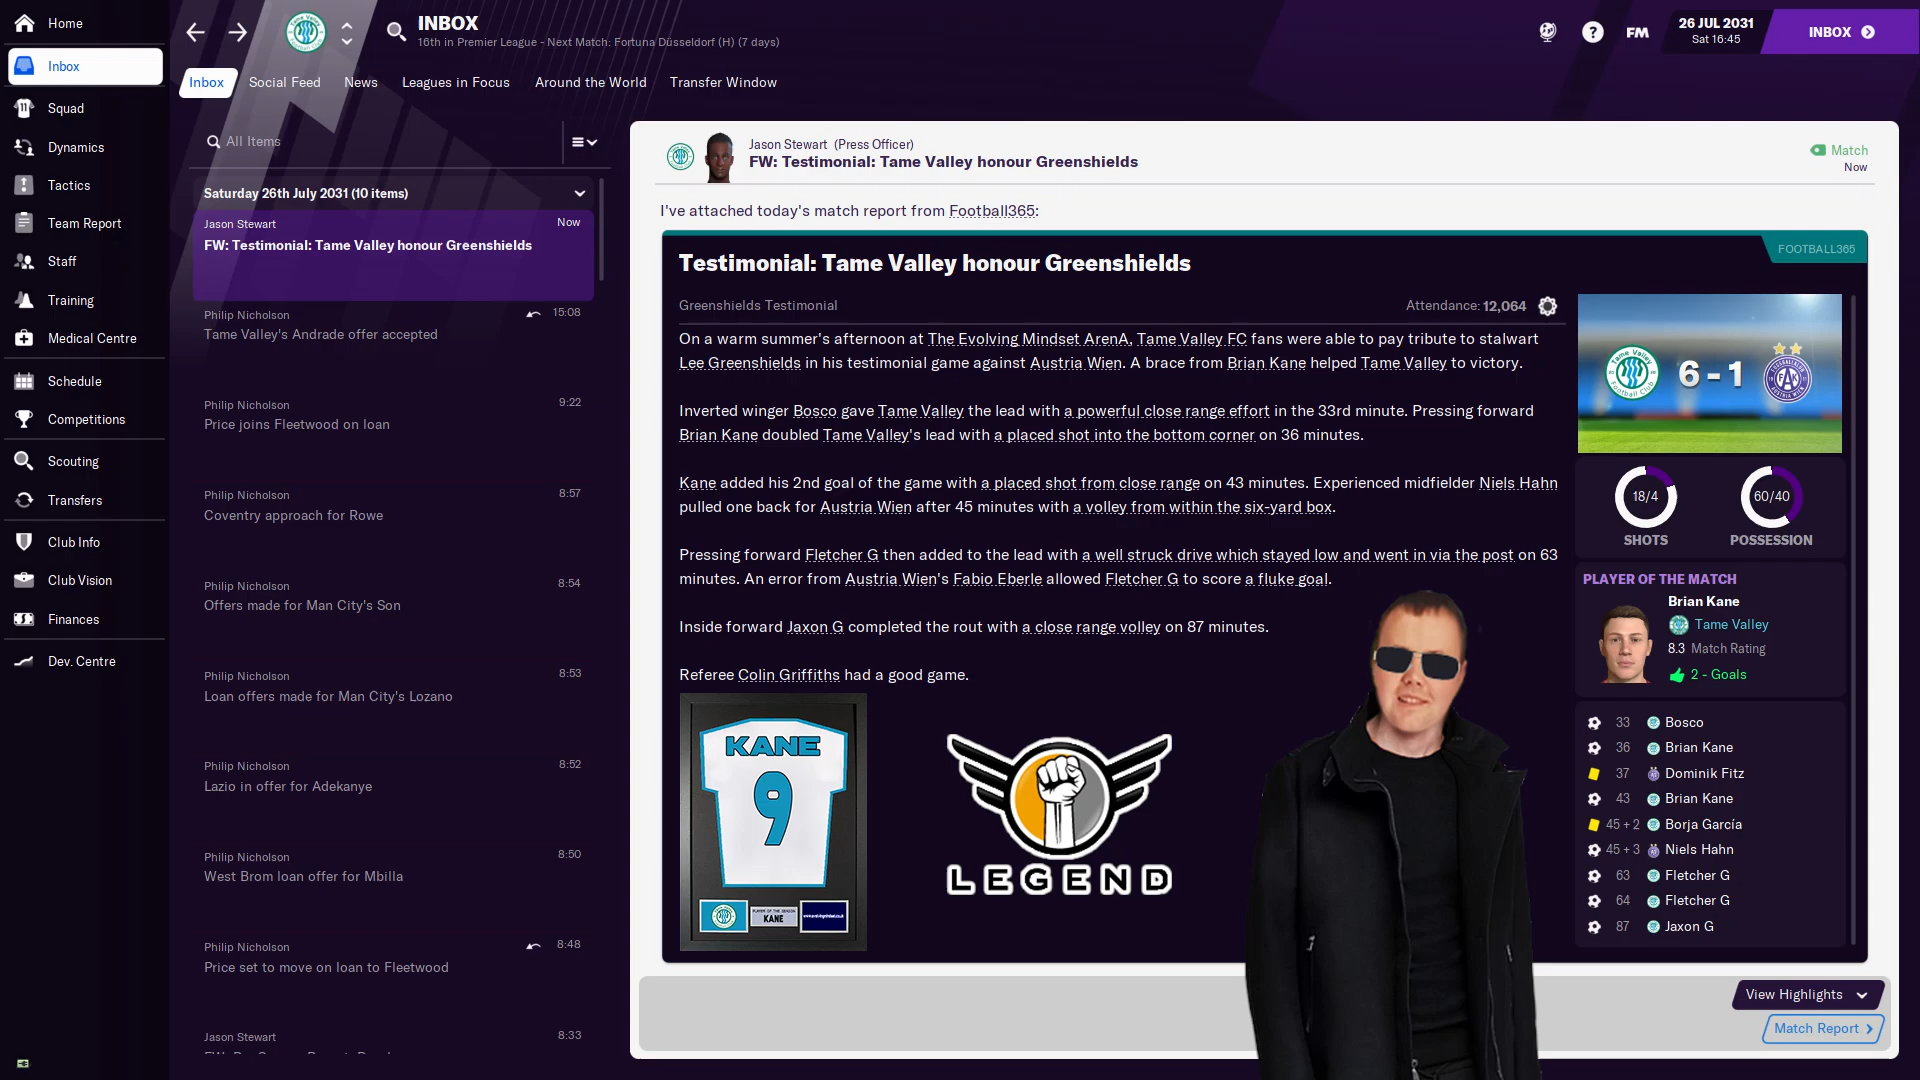 Home
Inbox
Squad
Dynamics
Tactics
Team Report
Staff
Training
Medical Centre
Schedule
Competitions
Scouting
Transfers
Club Info
Club Vision
Finances
Dev. Centre
INBOX
16th in Premier League - Next Match: Fortuna Düsseldorf (H) (7 days)
FM
26 JUL 2031
Sat 16:45
INBOX
Inbox Social Feed News Leagues in Focus Around the World Transfer Window
All Items
Saturday 26th July 2031 (10 items)
Jason Stewart Now
FW: Testimonial: Tame Valley honour Greenshields
Philip Nicholson 15:08
Tame Valley's Andrade offer accepted
Philip Nicholson 9:22
Price joins Fleetwood on loan
Philip Nicholson 8:57
Coventry approach for Rowe
Philip Nicholson 8:54
Offers made for Man City's Son
Philip Nicholson 8:53
Loan offers made for Man City's Lozano
Philip Nicholson 8:52
Lazio in offer for Adekanye
Philip Nicholson 8:50
West Brom loan offer for Mbilla
Philip Nicholson 8:48
Price set to move on loan to Fleetwood
Jason Stewart 8:33
Jason Stewart (Press Officer)
FW: Testimonial: Tame Valley honour Greenshields
Match
Now
I've attached today's match report from Football365:
FOOTBALL365
Testimonial: Tame Valley honour Greenshields
Greenshields Testimonial Attendance: 12,064
On a warm summer's afternoon at The Evolving Mindset ArenA, Tame Valley FC fans were able to pay tribute to stalwart
Lee Greenshields in his testimonial game against Austria Wien. A brace from Brian Kane helped Tame Valley to victory.
Inverted winger Bosco gave Tame Valley the lead with a powerful close range effort in the 33rd minute. Pressing forward
Brian Kane doubled Tame Valley's lead with a placed shot into the bottom corner on 36 minutes.
Kane added his 2nd goal of the game with a placed shot from close range on 43 minutes. Experienced midfielder Niels Hahn
pulled one back for Austria Wien after 45 minutes with a volley from within the six-yard box.
Pressing forward Fletcher G then added to the lead with a well struck drive which stayed low and went in via the post on 63
minutes. An error from Austria Wien's Fabio Eberle allowed Fletcher G to score a fluke goal.
Inside forward Jaxon G completed the rout with a close range volley on 87 minutes.
Referee Colin Griffiths had a good game.
KANE
9
PLAYER OF THE SEASON
KANE
www.evolvingmindset.co.uk
LEGEND
Tame Valley
Football Club
6 - 1
FAK
18/4
SHOTS
60/40
POSSESSION
PLAYER OF THE MATCH
Brian Kane
Tame Valley
8.3 Match Rating
2 - Goals
33 Bosco
36 Brian Kane
37 Dominik Fitz
43 Brian Kane
45 + 2 Borja García
45 + 3 Niels Hahn
63 Fletcher G
64 Fletcher G
87 Jaxon G
View Highlights
Match Report